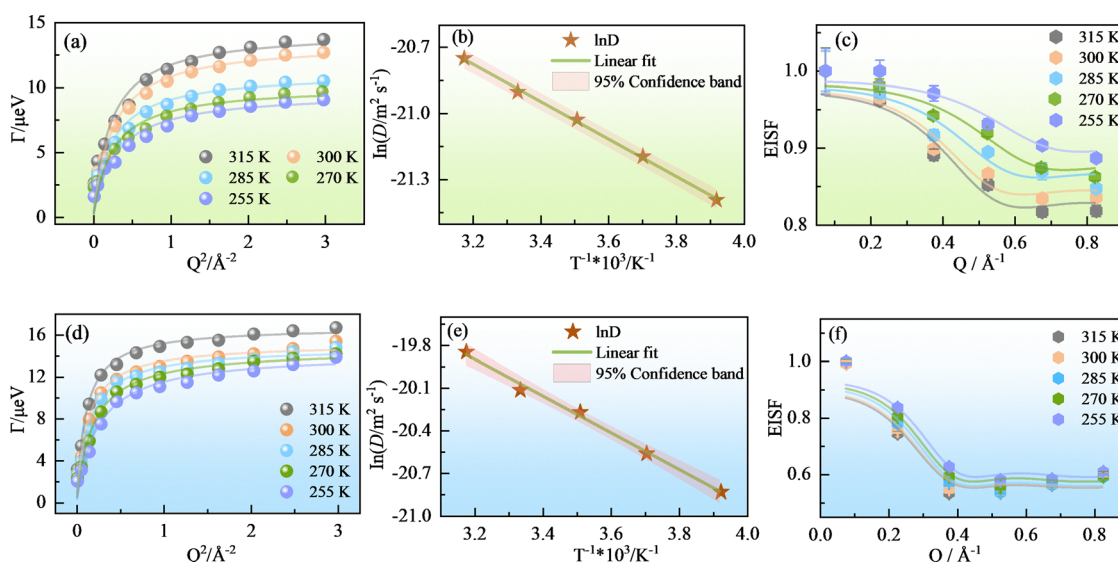 (a)
15
10
5
0
Γ/μeV
315 K
300 K
285 K
270 K
255 K
0
1
2
3
Q²/Å⁻²
(b)
lnD
Linear fit
95% Confidence band
-20.7
-21.0
-21.3
ln(D/m² s⁻¹)
3.2
3.4
3.6
3.8
4.0
T⁻¹*10³/K⁻¹
(c)
315 K
300 K
285 K
270 K
255 K
1.0
0.9
0.8
EISF
0.2
0.4
0.6
0.8
Q / Å⁻¹
(d)
16
12
8
4
0
Γ/μeV
315 K
300 K
285 K
270 K
255 K
0
1
2
3
Q²/Å⁻²
(e)
lnD
Linear fit
95% Confidence band
-19.8
-20.1
-20.4
-20.7
-21.0
ln(D/m² s⁻¹)
3.2
3.4
3.6
3.8
4.0
T⁻¹*10³/K⁻¹
(f)
315 K
300 K
285 K
270 K
255 K
1.0
0.8
0.6
EISF
0.0
0.2
0.4
0.6
0.8
Q / Å⁻¹